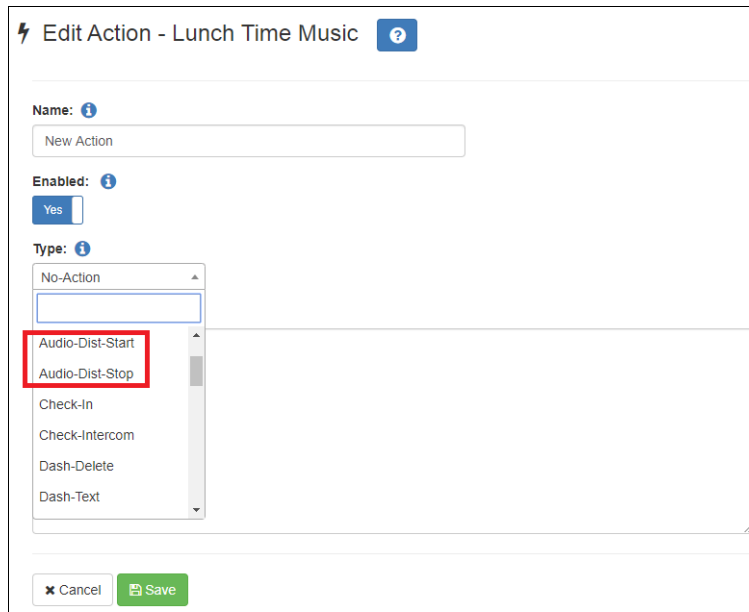 Edit Action - Lunch Time Music
Name:
New Action
Enabled:
Yes
Type:
No-Action
Audio-Dist-Start
Audio-Dist-Stop
Check-In
Check-Intercom
Dash-Delete
Dash-Text
Cancel Save